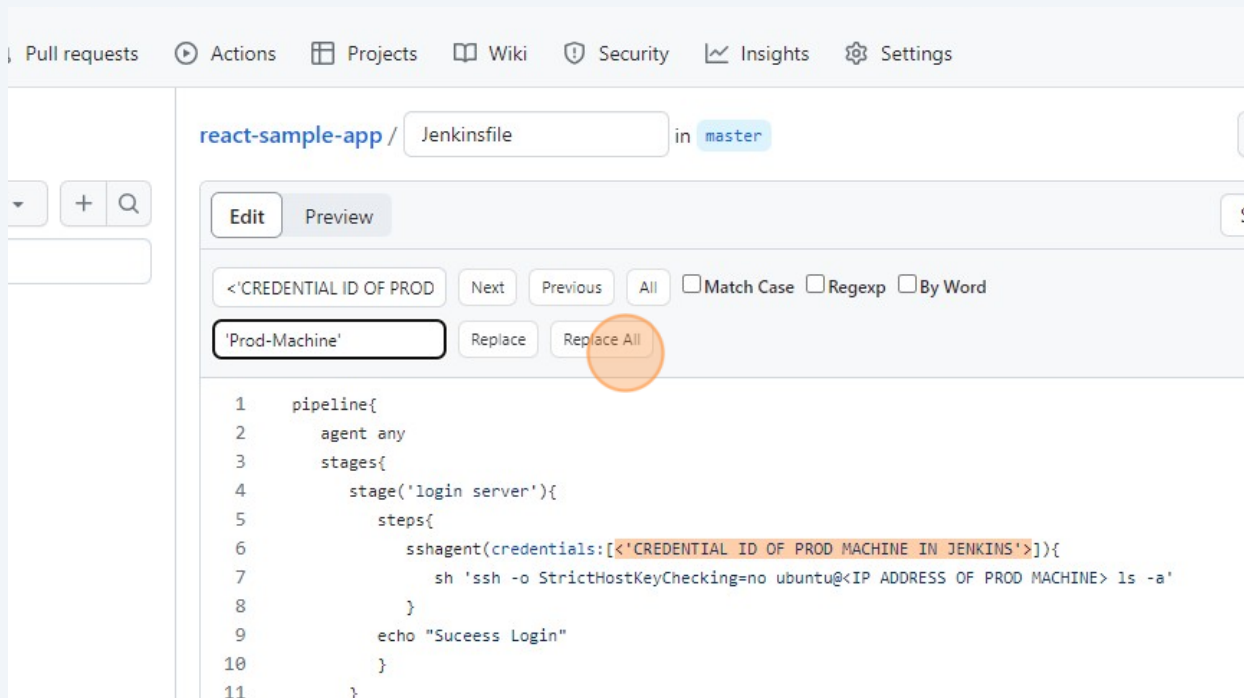 Pull requests Actions Projects Wiki Security Insights Settings
react-sample-app / Jenkinsfile in master
Edit Preview
<'CREDENTIAL ID OF PROD Next Previous All Match Case Regexp By Word
'Prod-Machine' Replace Replace All
1 pipeline{
2 agent any
3 stages{
4 stage('login server'){
5 steps{
6 sshagent(credentials:[<'CREDENTIAL ID OF PROD MACHINE IN JENKINS'>]){
7 sh 'ssh -o StrictHostKeyChecking=no ubuntu@<IP ADDRESS OF PROD MACHINE> ls -a'
8 }
9 echo "Suceess Login"
10 }
11 }